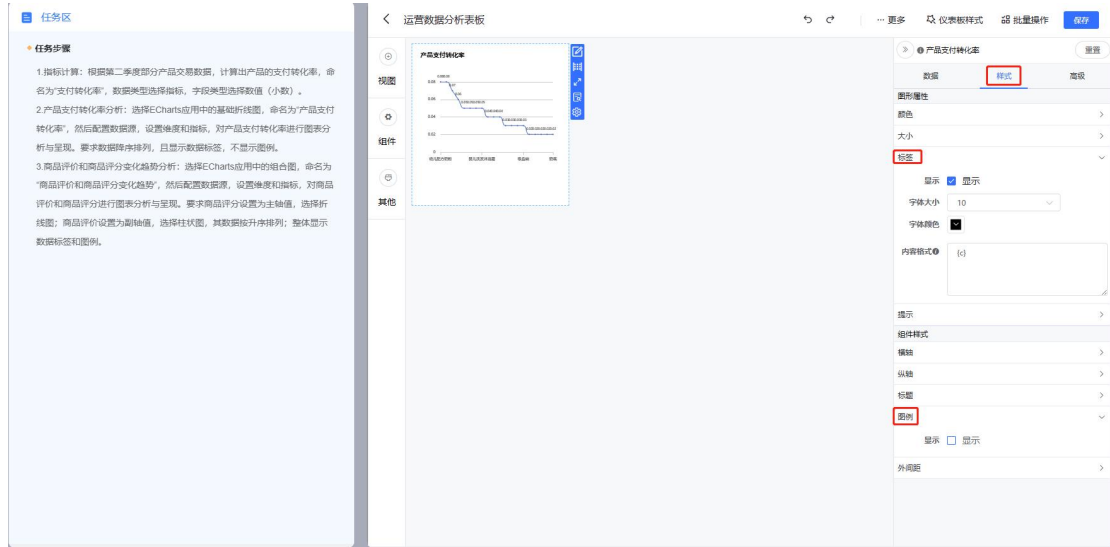 任务区
任务步骤
1.指标计算：根据第二季度部分产品交易数据，计算出产品的支付转化率，命
名为“支付转化率”，数据类型选择指标，字段类型选择数值（小数）。
2.产品支付转化率分析：选择ECharts应用中的基础折线图，命名为“产品支付
转化率”，然后配置数据源，设置维度和指标，对产品支付转化率进行图表分
析与呈现。要求数据降序排列，且显示数据标签，不显示图例。
3.商品评价和商品评分变化趋势分析：选择ECharts应用中的组合图，命名为
“商品评价和商品评分变化趋势”，然后配置数据源，设置维度和指标，对商品
评价和商品评分进行图表分析与呈现。要求商品评分设置为主轴值，选择折
线图；商品评价设置为副轴值，选择柱状图，其数据按升序排列；整体显示
数据标签和图例。
运营数据分析表板
更多
仪表板样式
批量操作
保存
视图
组件
其他
产品支付转化率
0.08
0.06
0.04
0.02
0
产品支付转化率
重置
数据
样式
高级
图形属性
颜色
大小
标签
显示 显示
字体大小 10
字体颜色
内容格式 {c}
提示
组件样式
横轴
纵轴
标题
图例
显示 显示
外间距